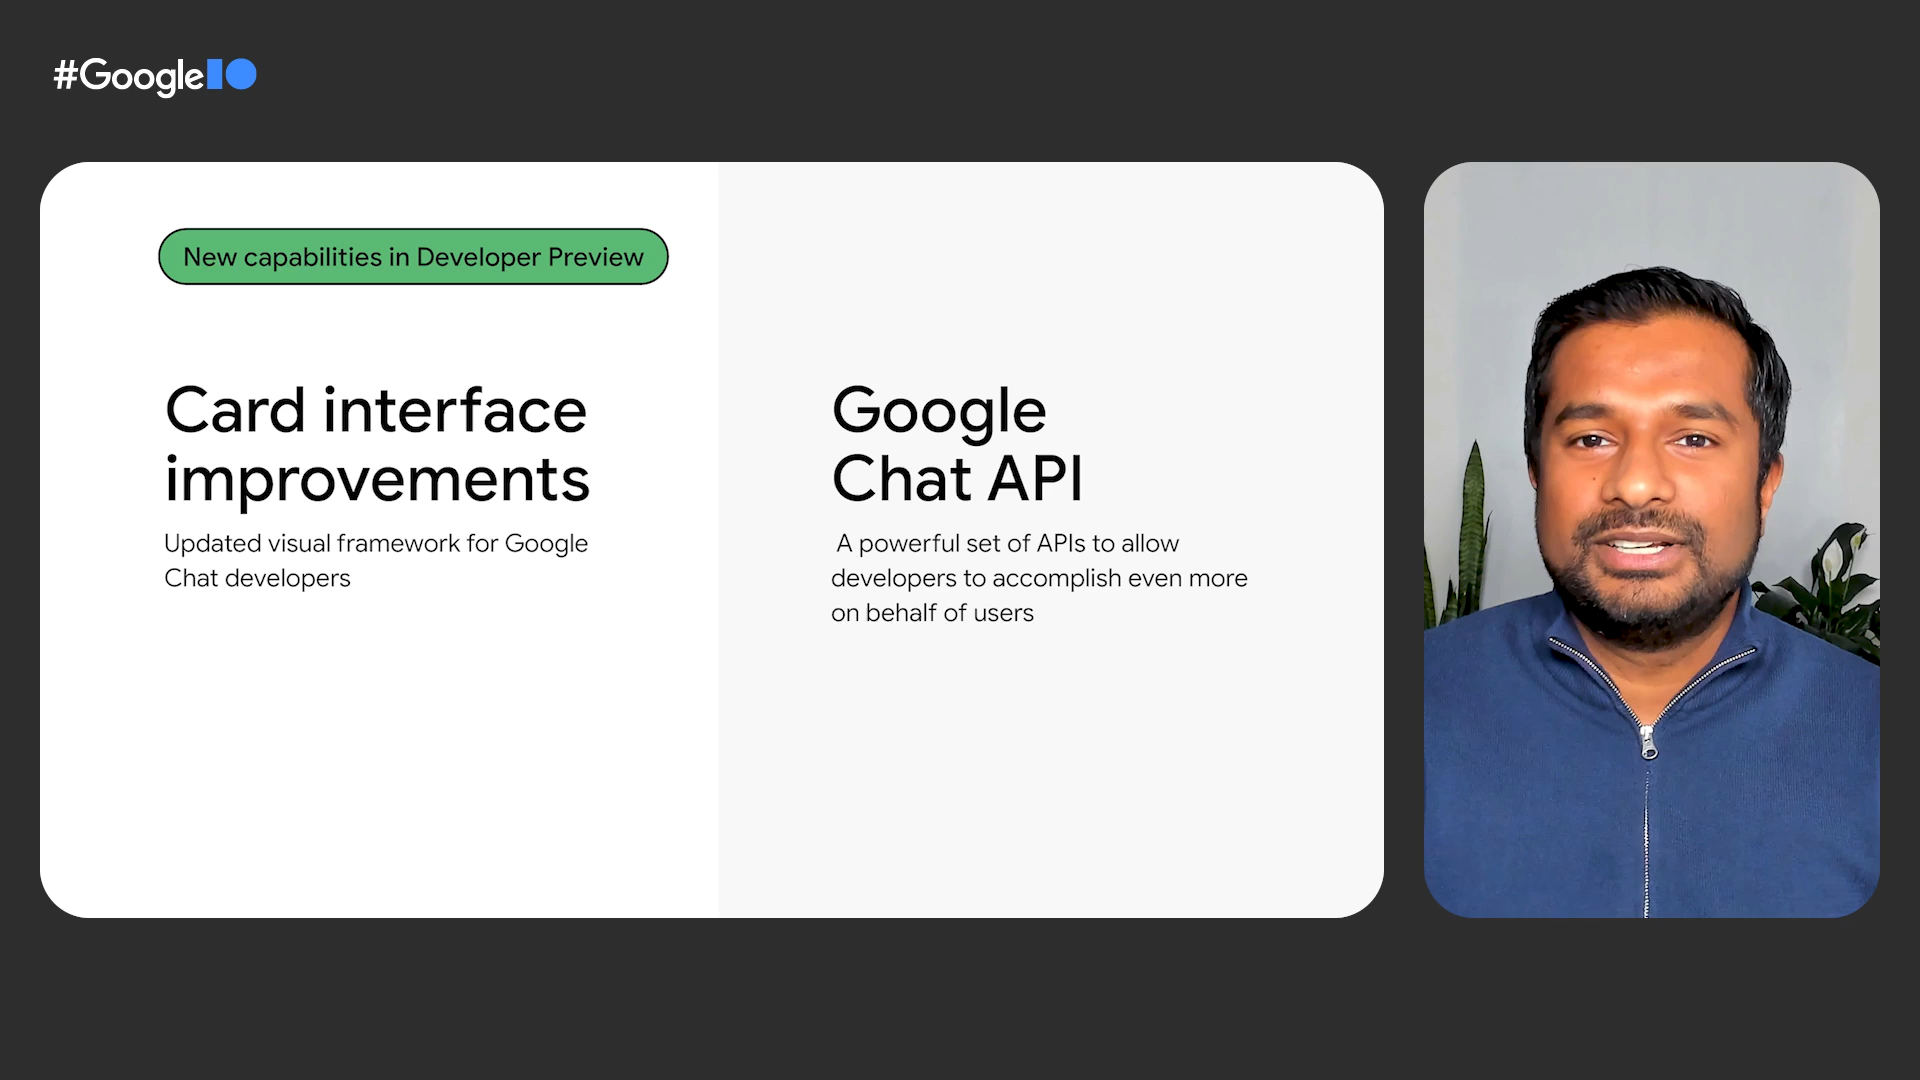 #GoogleIO
New capabilities in Developer Preview
Card interface
improvements
Updated visual framework for Google
Chat developers
Google
Chat API
A powerful set of APIs to allow
developers to accomplish even more
on behalf of users